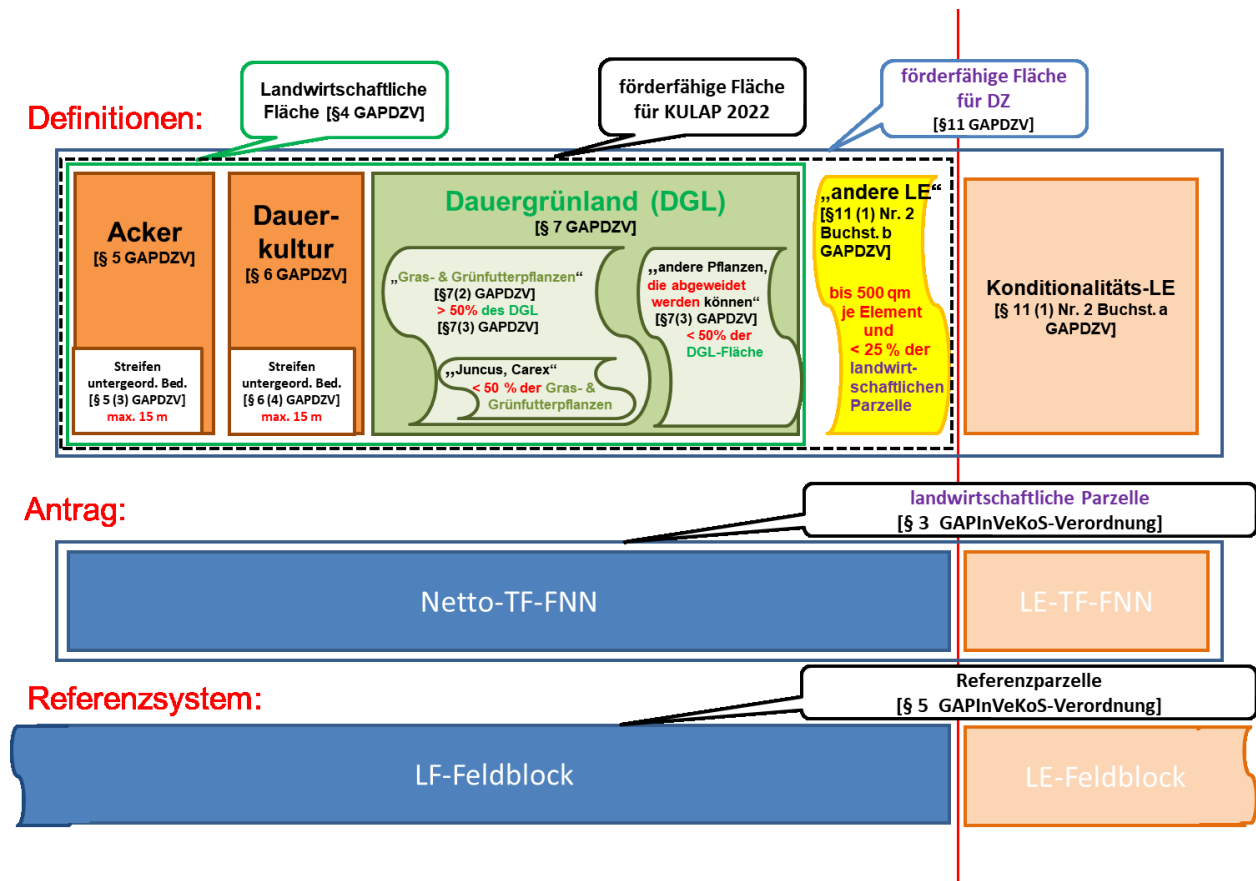 Definitionen:
Landwirtschaftliche
Fläche [§4 GAPDZV]
förderfähige Fläche
für KULAP 2022
förderfähige Fläche
für DZ
[§11 GAPDZV]
Acker
[§ 5 GAPDZV]
Streifen
untergeord. Bed.
[§ 5 (3) GAPDZV]
max. 15 m
Dauer-
kultur
[§ 6 GAPDZV]
Streifen
untergeord. Bed.
[§ 6 (4) GAPDZV]
max. 15 m
Dauergrünland (DGL)
[§ 7 GAPDZV]
„Gras- & Grünfutterpflanzen“
[§7(2) GAPDZV]
> 50% des DGL
[§7(3) GAPDZV]
„Juncus, Carex“
< 50 % der Gras- &
Grünfutterpflanzen
„andere Pflanzen,
die abgeweidet
werden können“
[§7(3) GAPDZV]
< 50% der
DGL-Fläche
„andere LE“
[§11 (1) Nr. 2
Buchst. b
GAPDZV]
bis 500 qm
je Element
und
< 25 % der
landwirt-
schaftlichen
Parzelle
Konditionalitäts-LE
[§ 11 (1) Nr. 2 Buchst. a
GAPDZV]
Antrag:
landwirtschaftliche Parzelle
[§ 3 GAPInVeKoS-Verordnung]
Netto-TF-FNN
LE-TF-FNN
Referenzsystem:
Referenzparzelle
[§ 5 GAPInVeKoS-Verordnung]
LF-Feldblock
LE-Feldblock